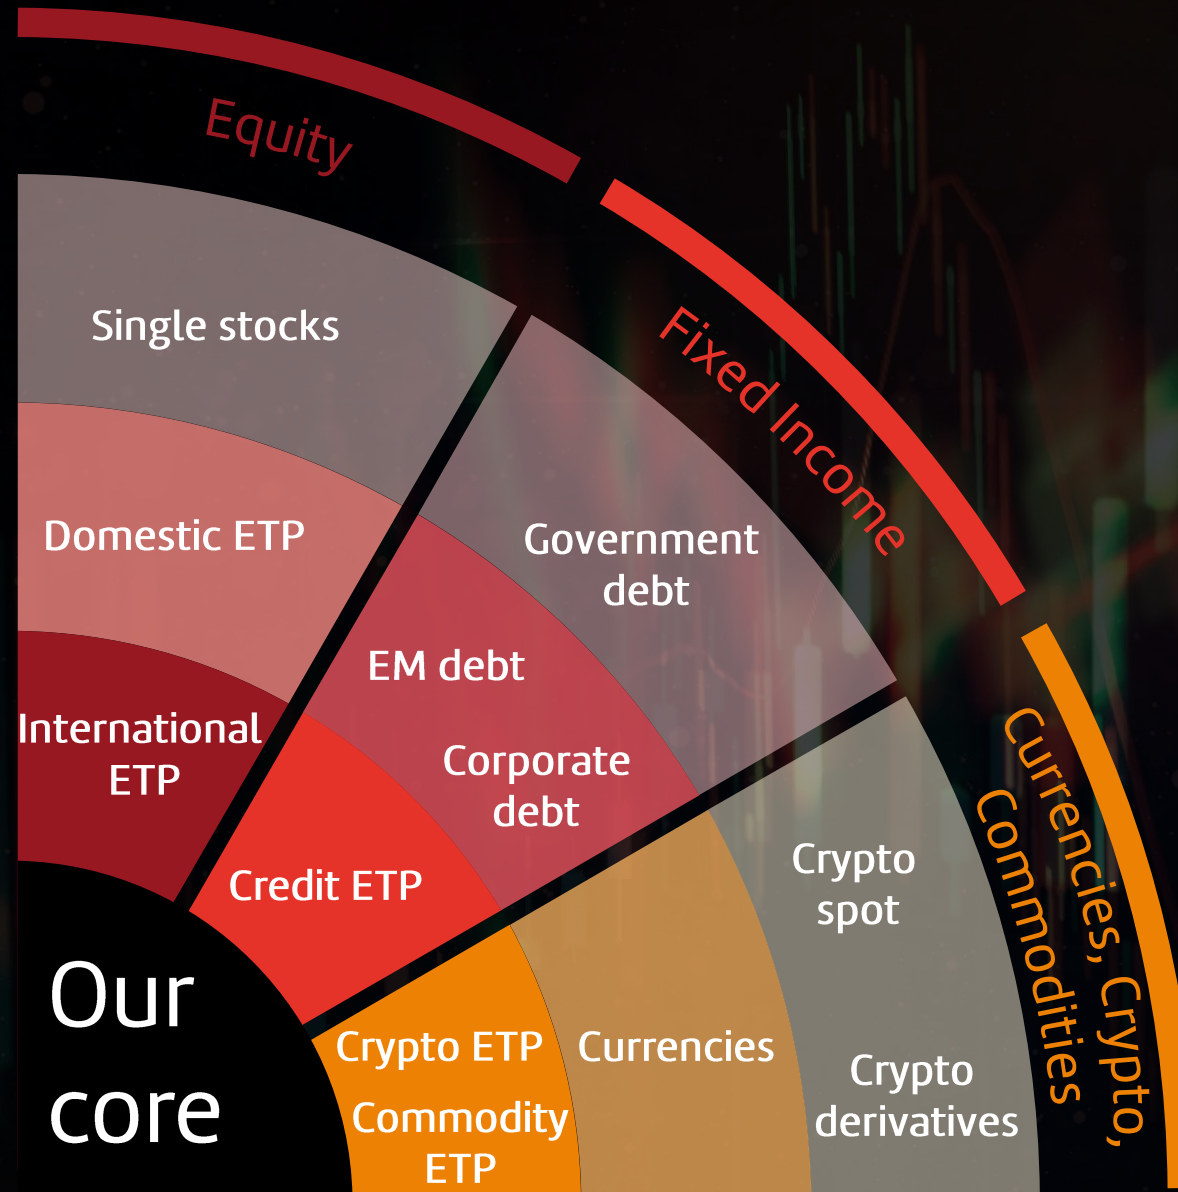 Equity
Single stocks
Domestic ETP
International
ETP
Fixed Income
Government
debt
EM debt
Corporate
debt
Credit ETP
Currencies, Crypto,
Commodities
Crypto
spot
Crypto
derivatives
Currencies
Crypto ETP
Commodity
ETP
Our
core